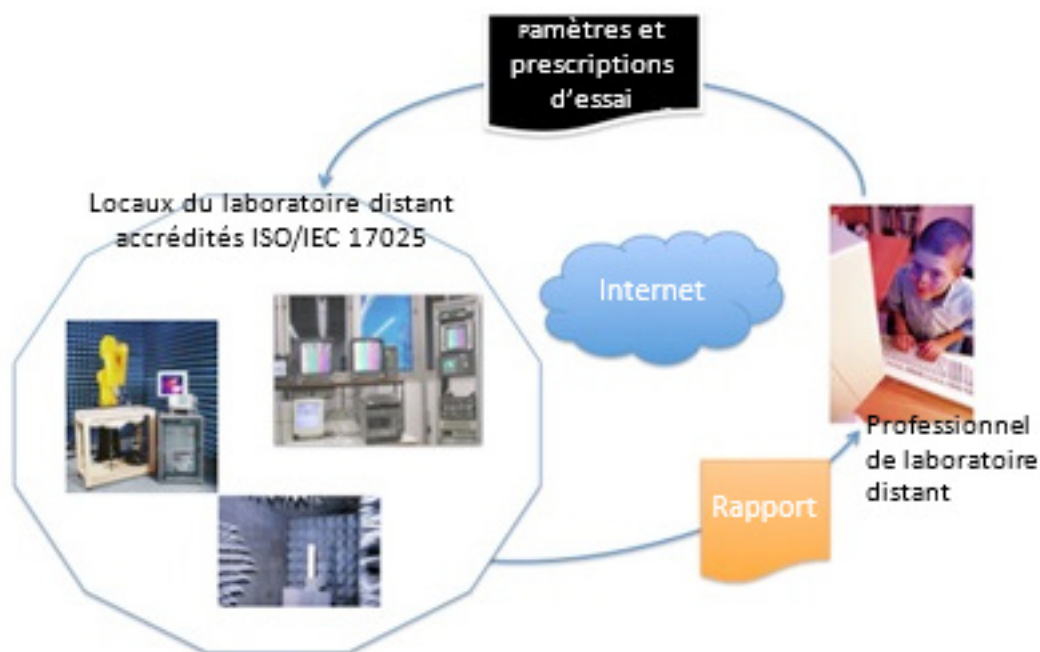 Pamètres et
prescriptions
d'essai
Locaux du laboratoire distant
accrédités ISO/IEC 17025
Internet
Professionnel
de laboratoire
distant
Rapport